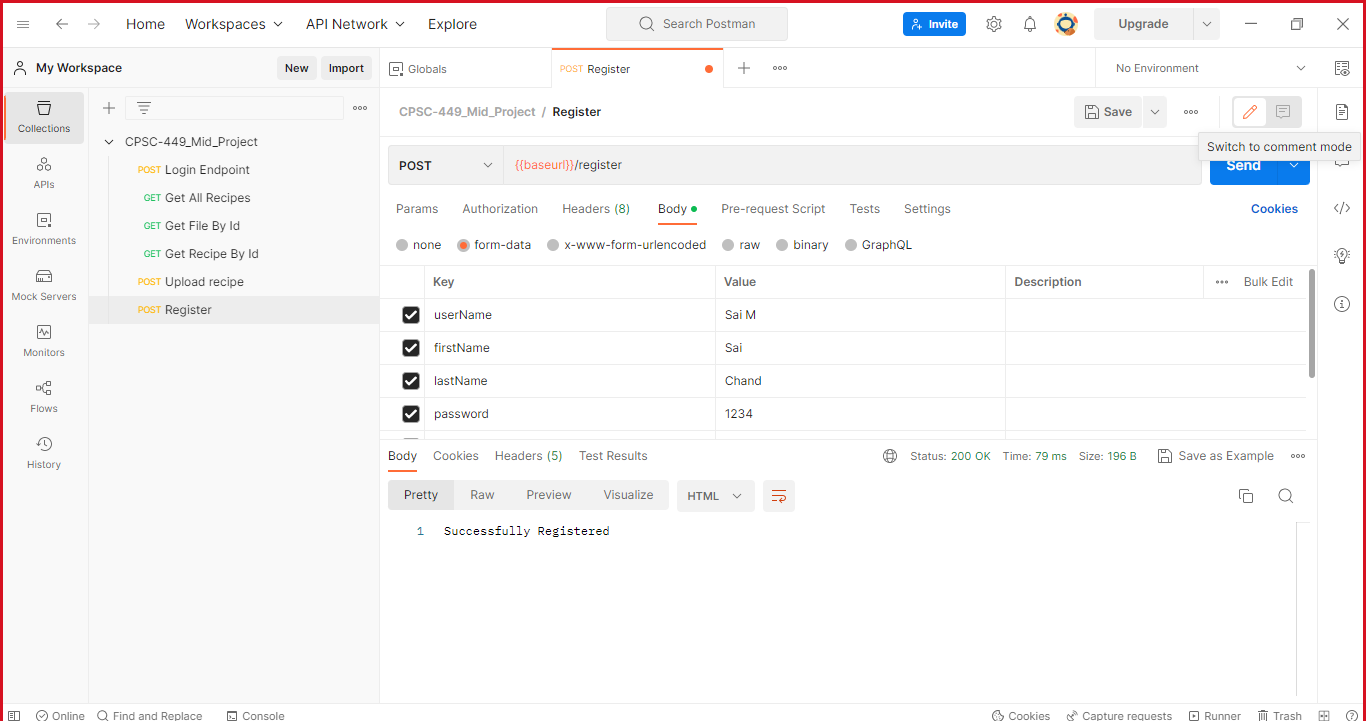 Home Workspaces API Network Explore Search Postman Invite Upgrade
My Workspace New Import Globals POST Register No Environment
Collections
APIs
Environments
Mock Servers
Monitors
Flows
History
CPSC-449_Mid_Project
POST Login Endpoint
GET Get All Recipes
GET Get File By Id
GET Get Recipe By Id
POST Upload recipe
POST Register
CPSC-449_Mid_Project / Register Save
Switch to comment mode
POST {{baseurl}}/register Send
Params Authorization Headers (8) Body Pre-request Script Tests Settings Cookies
none form-data x-www-form-urlencoded raw binary GraphQL
Key Value Description Bulk Edit
userName Sai M
firstName Sai
lastName Chand
password 1234
Body Cookies Headers (5) Test Results Status: 200 OK Time: 79 ms Size: 196 B Save as Example
Pretty Raw Preview Visualize HTML
1 Successfully Registered
Online Find and Replace Console Cookies Capture requests Runner Trash